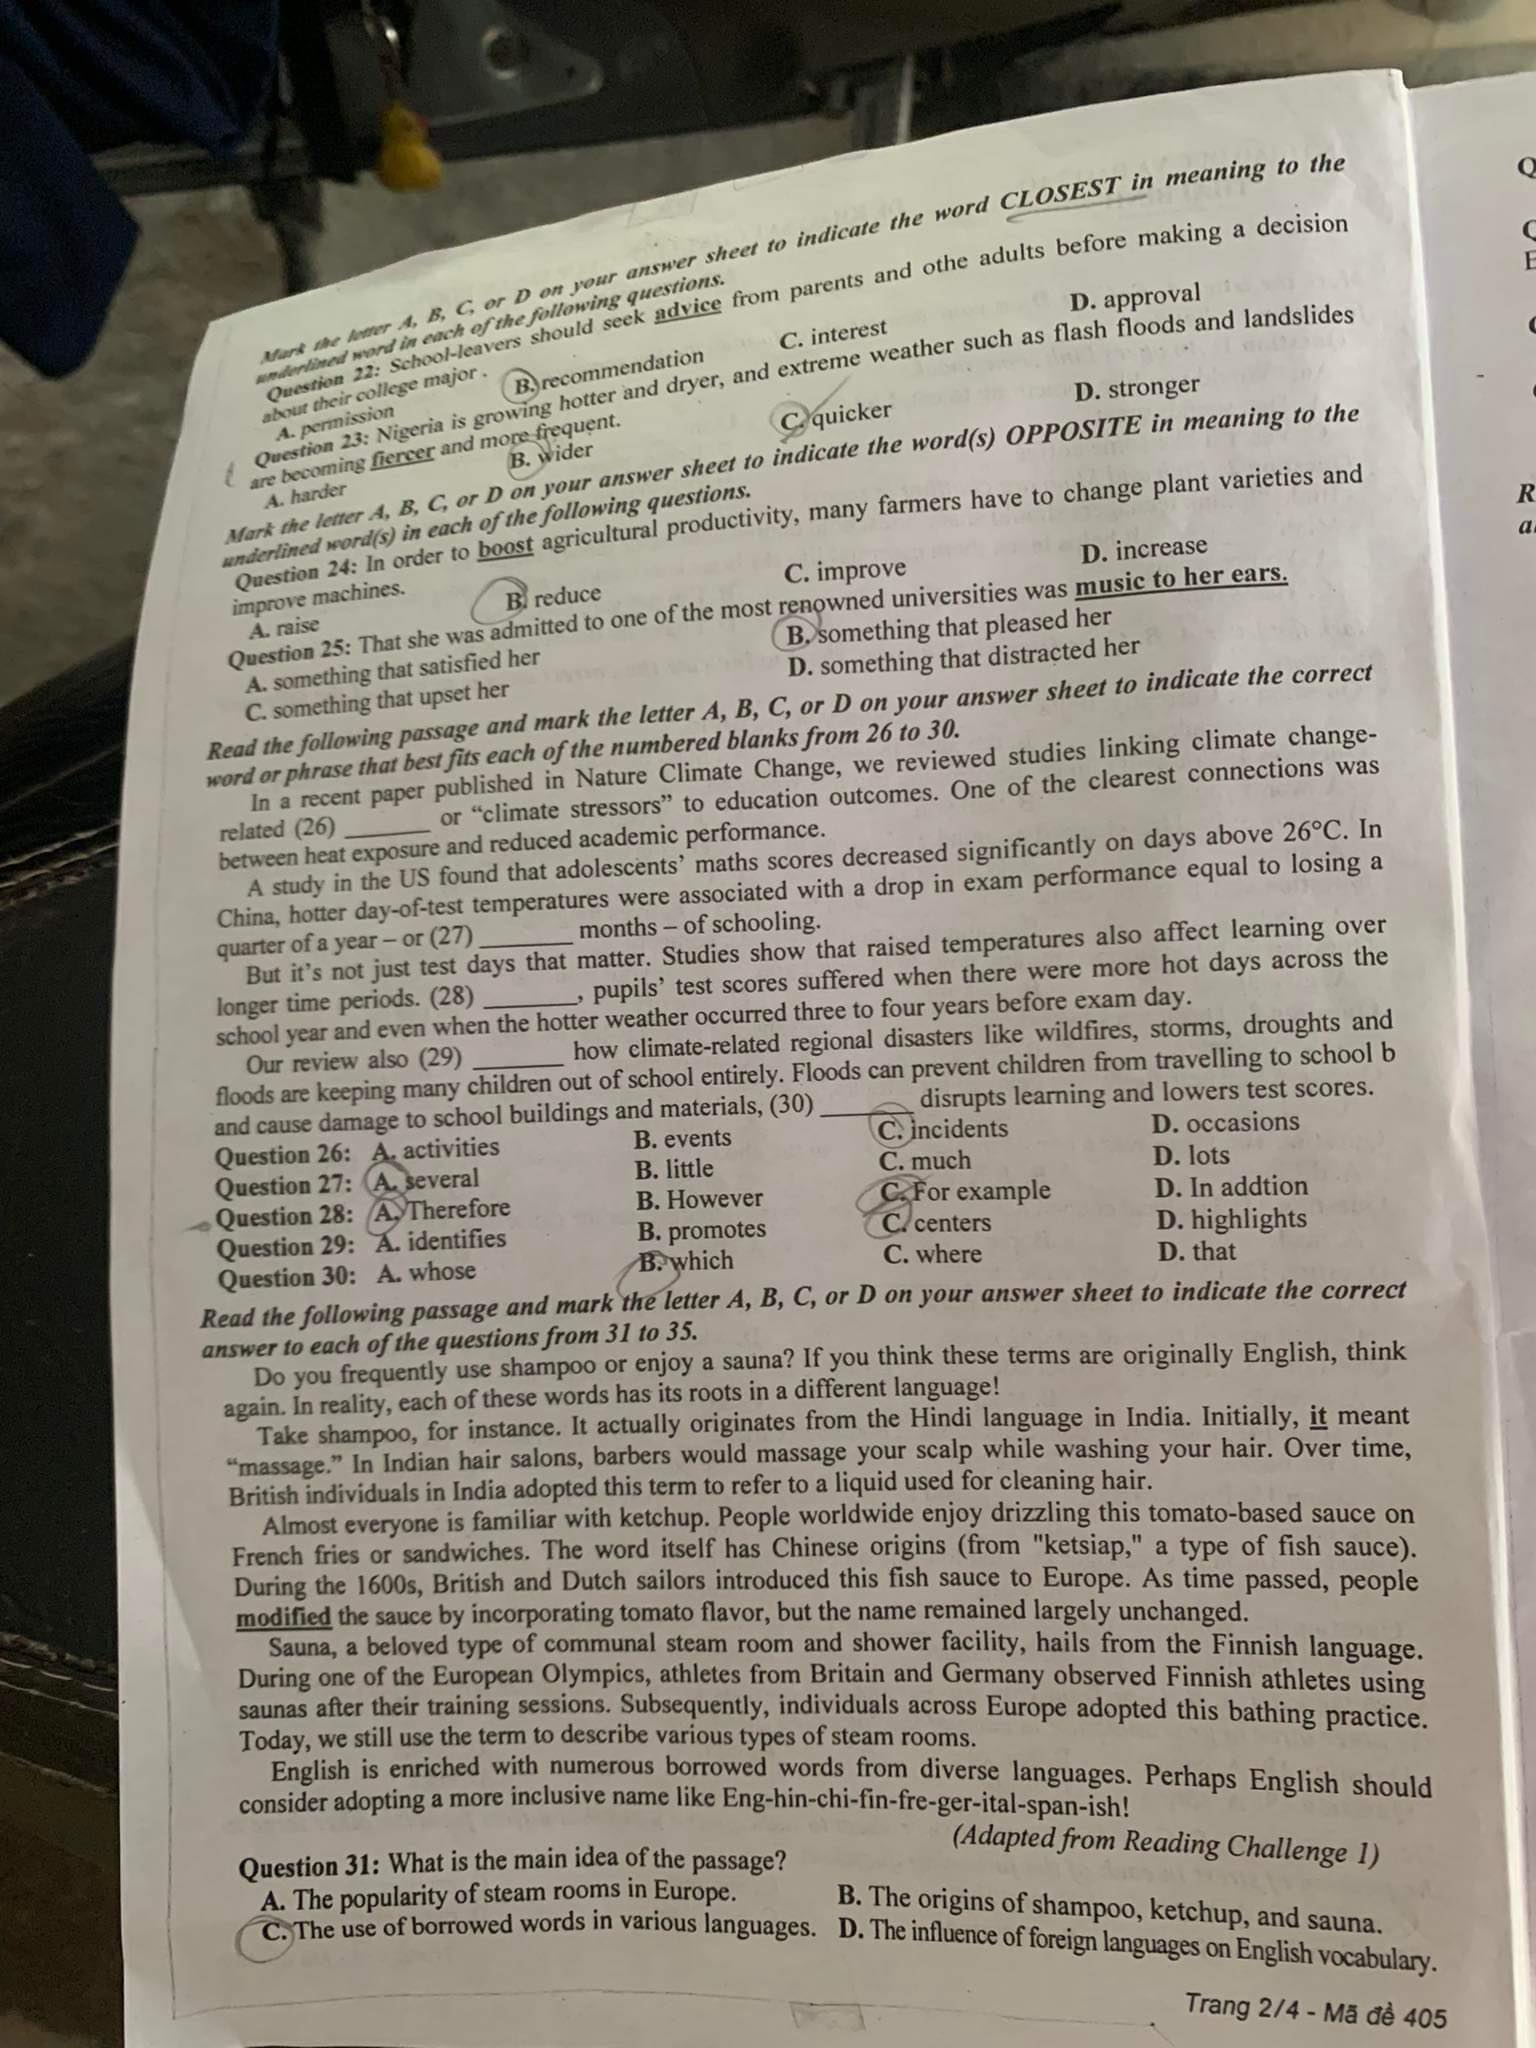 Mark the letter A, B, C, or D on your answer sheet to indicate the word CLOSEST in meaning to the
underlined word in each of the following questions.
Question 22: School-leavers should seek advice from parents and othe adults before making a decision
about their college major .
A. permission B. recommendation C. interest D. approval
Question 23: Nigeria is growing hotter and dryer, and extreme weather such as flash floods and landslides
are becoming fiercer and more frequent.
A. harder B. wider C. quicker D. stronger
Mark the letter A, B, C, or D on your answer sheet to indicate the word(s) OPPOSITE in meaning to the
underlined word(s) in each of the following questions.
Question 24: In order to boost agricultural productivity, many farmers have to change plant varieties and
improve machines.
A. raise B. reduce C. improve D. increase
Question 25: That she was admitted to one of the most renowned universities was music to her ears.
A. something that satisfied her B. something that pleased her
C. something that upset her D. something that distracted her
Read the following passage and mark the letter A, B, C, or D on your answer sheet to indicate the correct
word or phrase that best fits each of the numbered blanks from 26 to 30.
In a recent paper published in Nature Climate Change, we reviewed studies linking climate change-
related (26) _______ or “climate stressors” to education outcomes. One of the clearest connections was
between heat exposure and reduced academic performance.
A study in the US found that adolescents’ maths scores decreased significantly on days above 26°C. In
China, hotter day-of-test temperatures were associated with a drop in exam performance equal to losing a
quarter of a year – or (27) _______ months – of schooling.
But it’s not just test days that matter. Studies show that raised temperatures also affect learning over
longer time periods. (28) _______, pupils’ test scores suffered when there were more hot days across the
school year and even when the hotter weather occurred three to four years before exam day.
Our review also (29) _______ how climate-related regional disasters like wildfires, storms, droughts and
floods are keeping many children out of school entirely. Floods can prevent children from travelling to school b
and cause damage to school buildings and materials, (30) _______ disrupts learning and lowers test scores.
Question 26: A. activities B. events C. incidents D. occasions
Question 27: A. several B. little C. much D. lots
Question 28: A. Therefore B. However C. For example D. In addtion
Question 29: A. identifies B. promotes C. centers D. highlights
Question 30: A. whose B. which C. where D. that
Read the following passage and mark the letter A, B, C, or D on your answer sheet to indicate the correct
answer to each of the questions from 31 to 35.
Do you frequently use shampoo or enjoy a sauna? If you think these terms are originally English, think
again. In reality, each of these words has its roots in a different language!
Take shampoo, for instance. It actually originates from the Hindi language in India. Initially, it meant
“massage.” In Indian hair salons, barbers would massage your scalp while washing your hair. Over time,
British individuals in India adopted this term to refer to a liquid used for cleaning hair.
Almost everyone is familiar with ketchup. People worldwide enjoy drizzling this tomato-based sauce on
French fries or sandwiches. The word itself has Chinese origins (from "ketsiap," a type of fish sauce).
During the 1600s, British and Dutch sailors introduced this fish sauce to Europe. As time passed, people
modified the sauce by incorporating tomato flavor, but the name remained largely unchanged.
Sauna, a beloved type of communal steam room and shower facility, hails from the Finnish language.
During one of the European Olympics, athletes from Britain and Germany observed Finnish athletes using
saunas after their training sessions. Subsequently, individuals across Europe adopted this bathing practice.
Today, we still use the term to describe various types of steam rooms.
English is enriched with numerous borrowed words from diverse languages. Perhaps English should
consider adopting a more inclusive name like Eng-hin-chi-fin-fre-ger-ital-span-ish!
(Adapted from Reading Challenge 1)
Question 31: What is the main idea of the passage?
A. The popularity of steam rooms in Europe. B. The origins of shampoo, ketchup, and sauna.
C. The use of borrowed words in various languages. D. The influence of foreign languages on English vocabulary.
Trang 2/4 - Mã đề 405